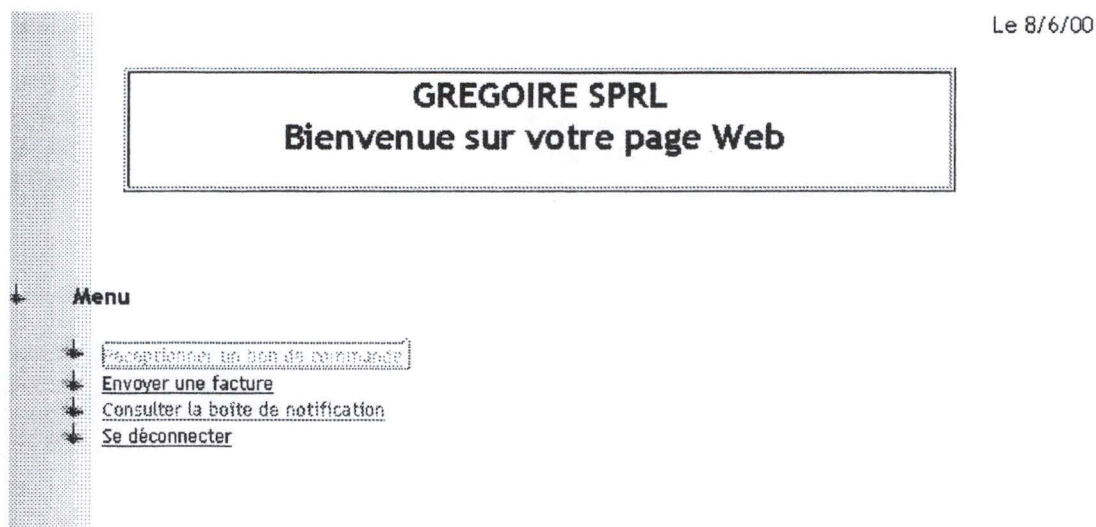 Le 8/6/00
GREGOIRE SPRL
Bienvenue sur votre page Web
Menu
Réceptionner un bon de commande
Envoyer une facture
Consulter la boîte de notification
Se déconnecter